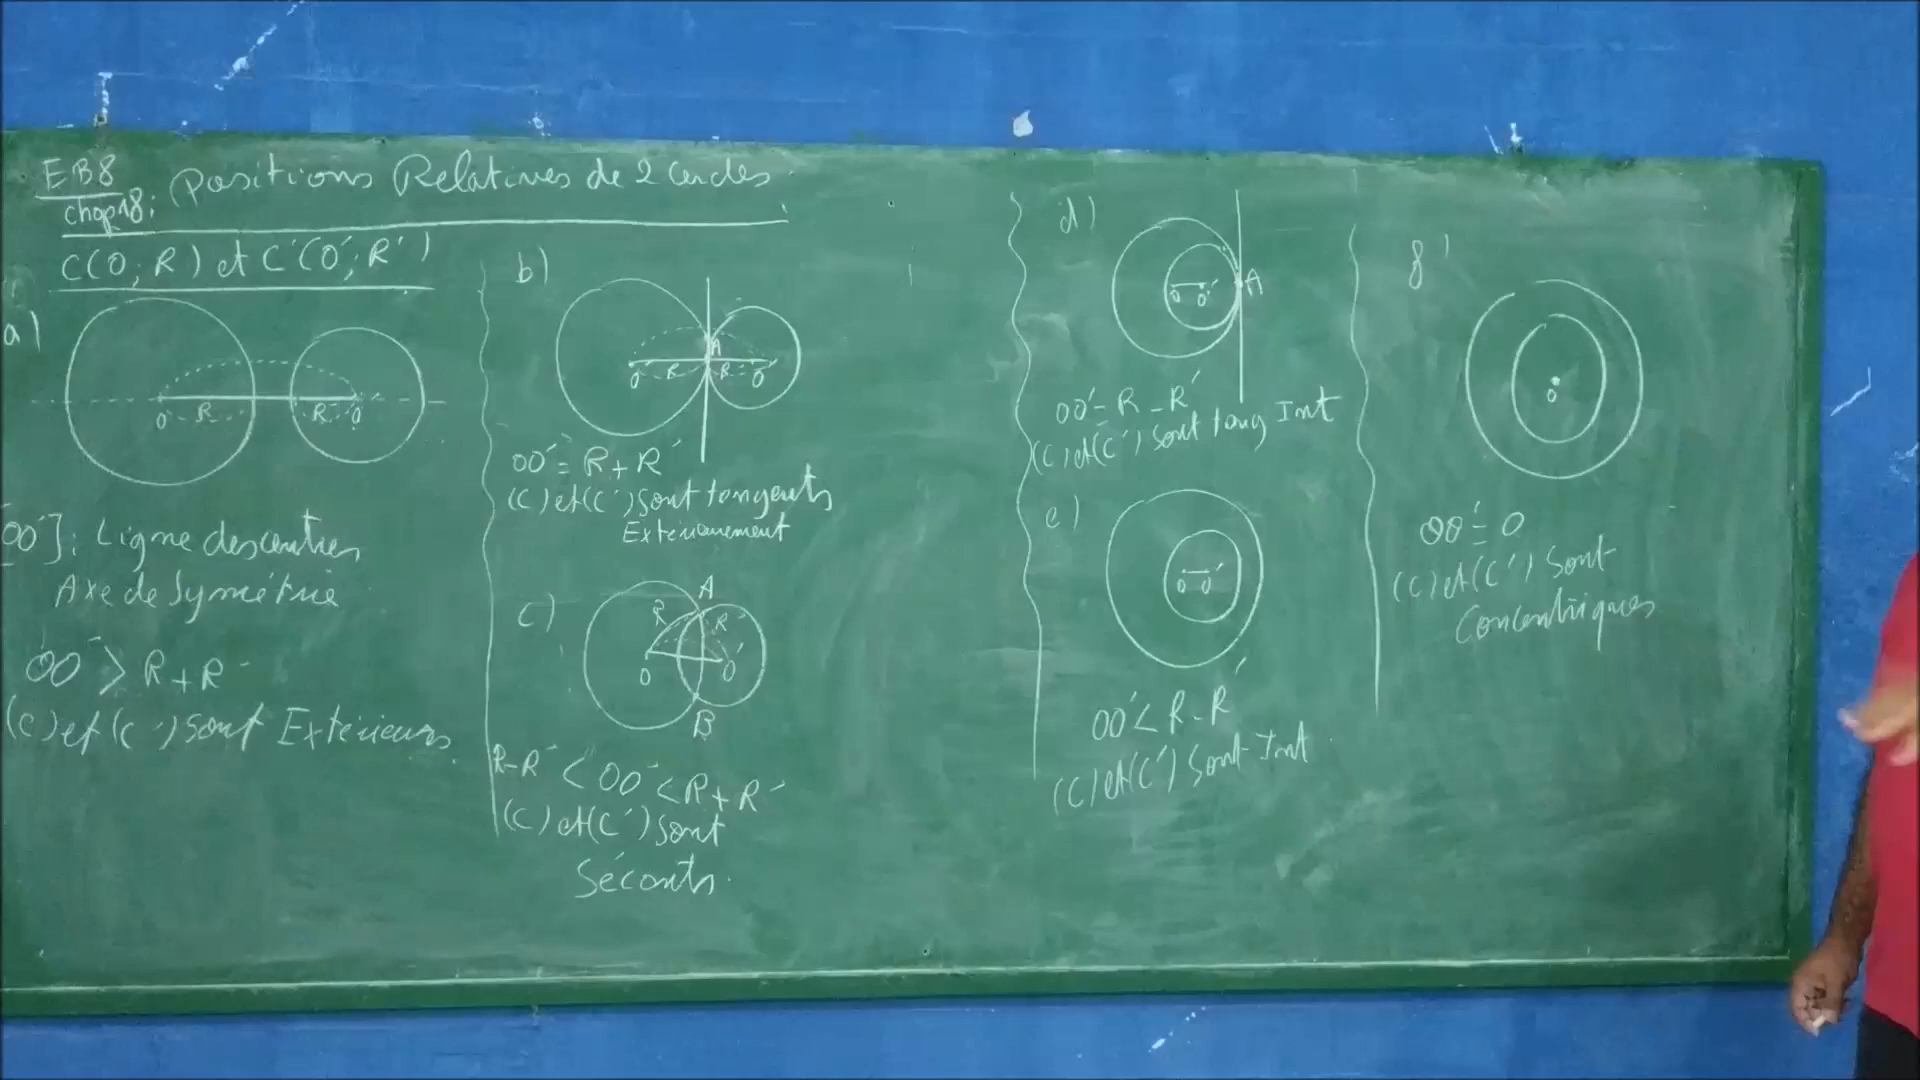 EB8
Chap18: Positions Relatives de 2 Cercles
C(O; R) et C'(O'; R')
a)
O R R' O'
[OO']: Ligne des centres
Axe de Symétrie
OO' > R + R'
(C) et (C') sont Extérieurs
b)
A
O R R' O'
OO' = R + R'
(C) et (C') sont tangents
Extérieurement
c)
A
R R'
O O'
B
R-R' < OO' < R + R'
(C) et (C') sont
Sécants.
d)
O O' A
OO' = R - R'
(C) et (C') sont tang Int
e)
O O'
OO' < R - R'
(C) et (C') sont Int
f)
O
OO' = O
(C) et (C') sont
Concentriques